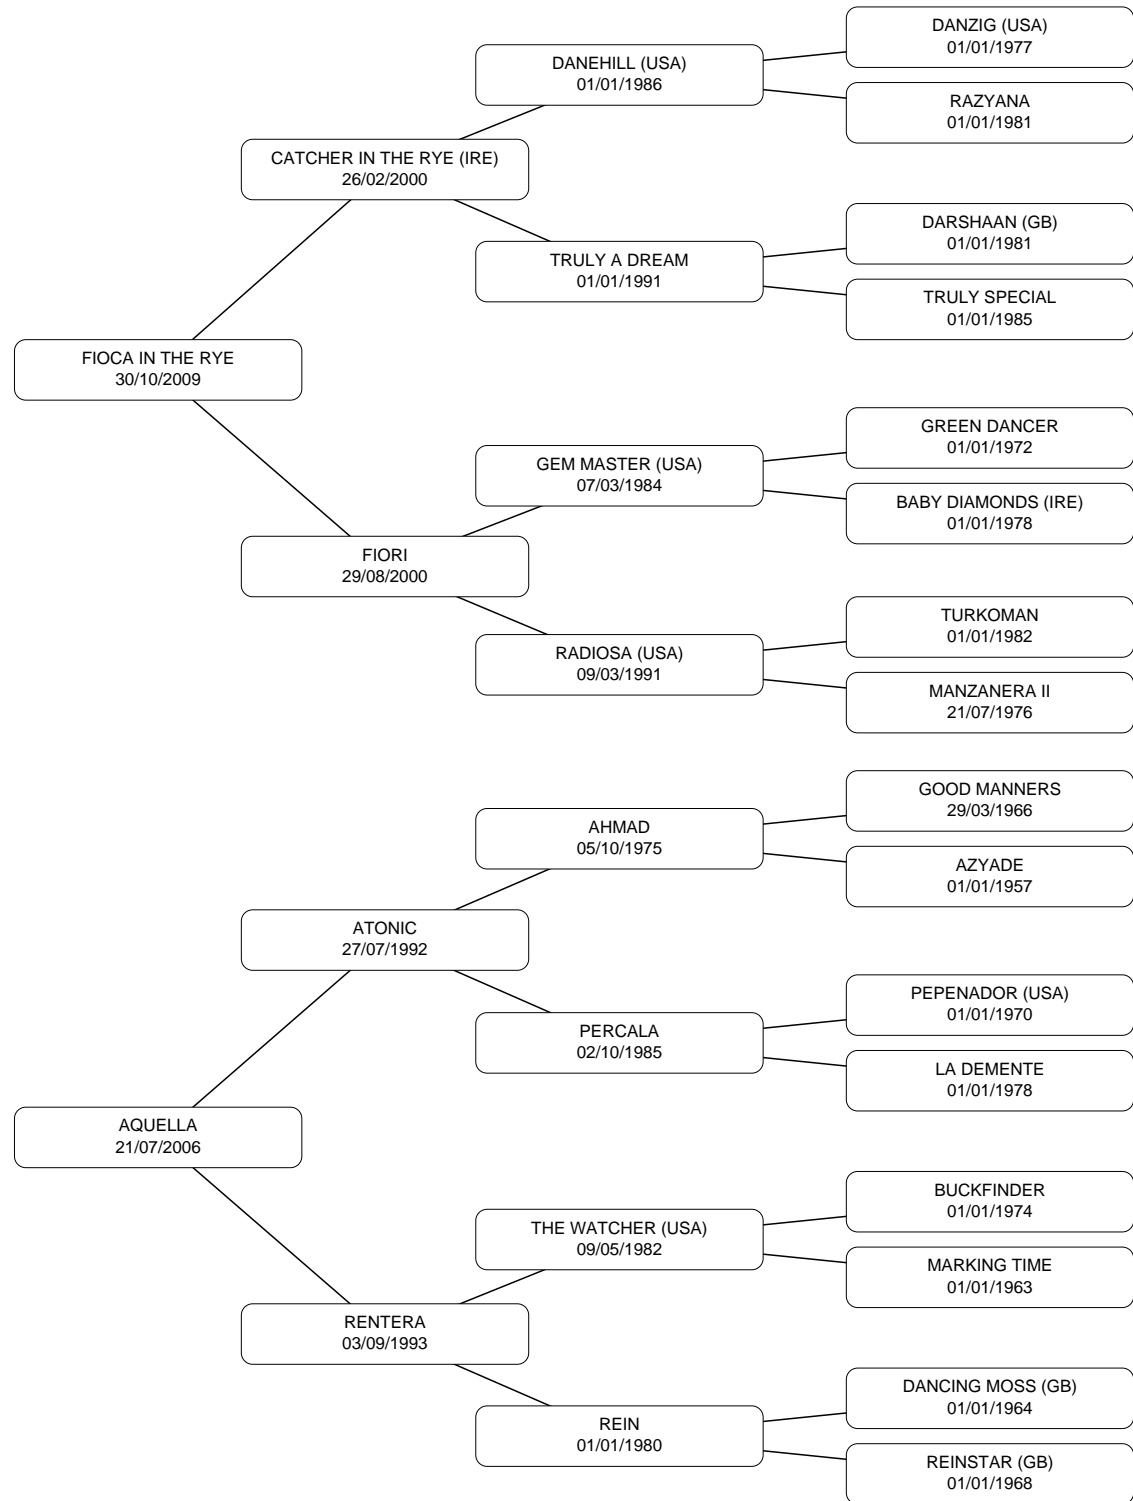 DANZIG (USA)
01/01/1977
DANEHILL (USA)
01/01/1986
RAZYANA
01/01/1981
CATCHER IN THE RYE (IRE)
26/02/2000
DARSHAAN (GB)
01/01/1981
TRULY A DREAM
01/01/1991
TRULY SPECIAL
01/01/1985
FIOCA IN THE RYE
30/10/2009
GREEN DANCER
01/01/1972
GEM MASTER (USA)
07/03/1984
BABY DIAMONDS (IRE)
01/01/1978
FIORI
29/08/2000
TURKOMAN
01/01/1982
RADIOSA (USA)
09/03/1991
MANZANERA II
21/07/1976
GOOD MANNERS
29/03/1966
AHMAD
05/10/1975
AZYADE
01/01/1957
ATONIC
27/07/1992
PEPENADOR (USA)
01/01/1970
PERCALA
02/10/1985
LA DEMENTE
01/01/1978
AQUELLA
21/07/2006
BUCKFINDER
01/01/1974
THE WATCHER (USA)
09/05/1982
MARKING TIME
01/01/1963
RENTERA
03/09/1993
DANCING MOSS (GB)
01/01/1964
REIN
01/01/1980
REINSTAR (GB)
01/01/1968